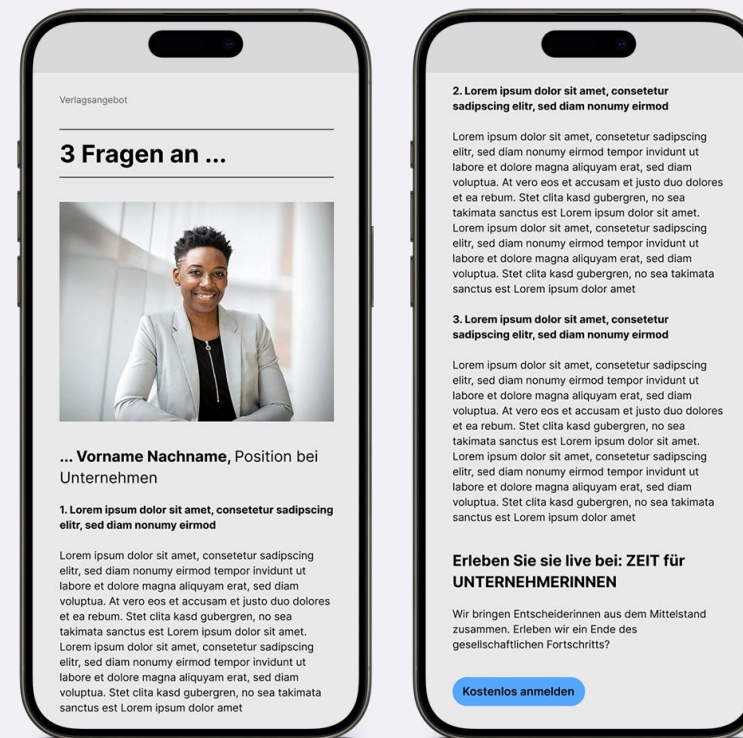 Verlagsangebot
3 Fragen an ...
... Vorname Nachname, Position bei
Unternehmen
1. Lorem ipsum dolor sit amet, consetetur sadipscing
elitr, sed diam nonumy eirmod
Lorem ipsum dolor sit amet, consetetur sadipscing
elitr, sed diam nonumy eirmod tempor invidunt ut
labore et dolore magna aliquyam erat, sed diam
voluptua. At vero eos et accusam et justo duo dolores
et ea rebum. Stet clita kasd gubergren, no sea
takimata sanctus est Lorem ipsum dolor sit amet.
Lorem ipsum dolor sit amet, consetetur sadipscing
elitr, sed diam nonumy eirmod tempor invidunt ut
labore et dolore magna aliquyam erat, sed diam
voluptua. Stet clita kasd gubergren, no sea takimata
sanctus est Lorem ipsum dolor amet
2. Lorem ipsum dolor sit amet, consetetur
sadipscing elitr, sed diam nonumy eirmod
Lorem ipsum dolor sit amet, consetetur sadipscing
elitr, sed diam nonumy eirmod tempor invidunt ut
labore et dolore magna aliquyam erat, sed diam
voluptua. At vero eos et accusam et justo duo dolores
et ea rebum. Stet clita kasd gubergren, no sea
takimata sanctus est Lorem ipsum dolor sit amet.
Lorem ipsum dolor sit amet, consetetur sadipscing
elitr, sed diam nonumy eirmod tempor invidunt ut
labore et dolore magna aliquyam erat, sed diam
voluptua. Stet clita kasd gubergren, no sea takimata
sanctus est Lorem ipsum dolor amet
3. Lorem ipsum dolor sit amet, consetetur
sadipscing elitr, sed diam nonumy eirmod
Lorem ipsum dolor sit amet, consetetur sadipscing
elitr, sed diam nonumy eirmod tempor invidunt ut
labore et dolore magna aliquyam erat, sed diam
voluptua. At vero eos et accusam et justo duo dolores
et ea rebum. Stet clita kasd gubergren, no sea
takimata sanctus est Lorem ipsum dolor sit amet.
Lorem ipsum dolor sit amet, consetetur sadipscing
elitr, sed diam nonumy eirmod tempor invidunt ut
labore et dolore magna aliquyam erat, sed diam
voluptua. Stet clita kasd gubergren, no sea takimata
sanctus est Lorem ipsum dolor amet
Erleben Sie sie live bei: ZEIT für
UNTERNEHMERINNEN
Wir bringen Entscheiderinnen aus dem Mittelstand
zusammen. Erleben wir ein Ende des
gesellschaftlichen Fortschritts?
Kostenlos anmelden